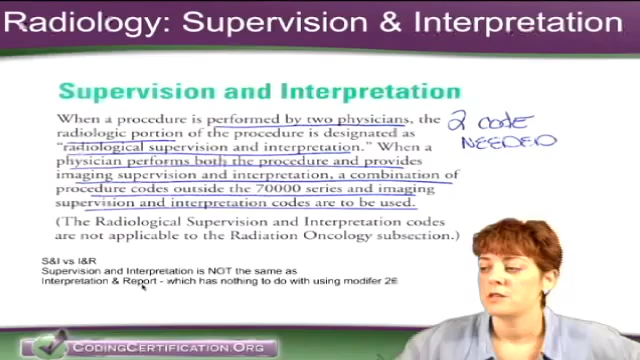 Radiology: Supervision & Interpretation
Supervision and Interpretation
When a procedure is performed by two physicians, the
radiologic portion of the procedure is designated as
“radiological supervision and interpretation.” When a
physician performs both the procedure and provides
imaging supervision and interpretation, a combination of
procedure codes outside the 70000 series and imaging
supervision and interpretation codes are to be used.
(The Radiological Supervision and Interpretation codes
are not applicable to the Radiation Oncology subsection.)
2 CODE
NEEDED
S&I vs I&R
Supervision and Interpretation is NOT the same as
Interpretation & Report - which has nothing to do with using modifer 26
CODINGCERTIFICATION.ORG